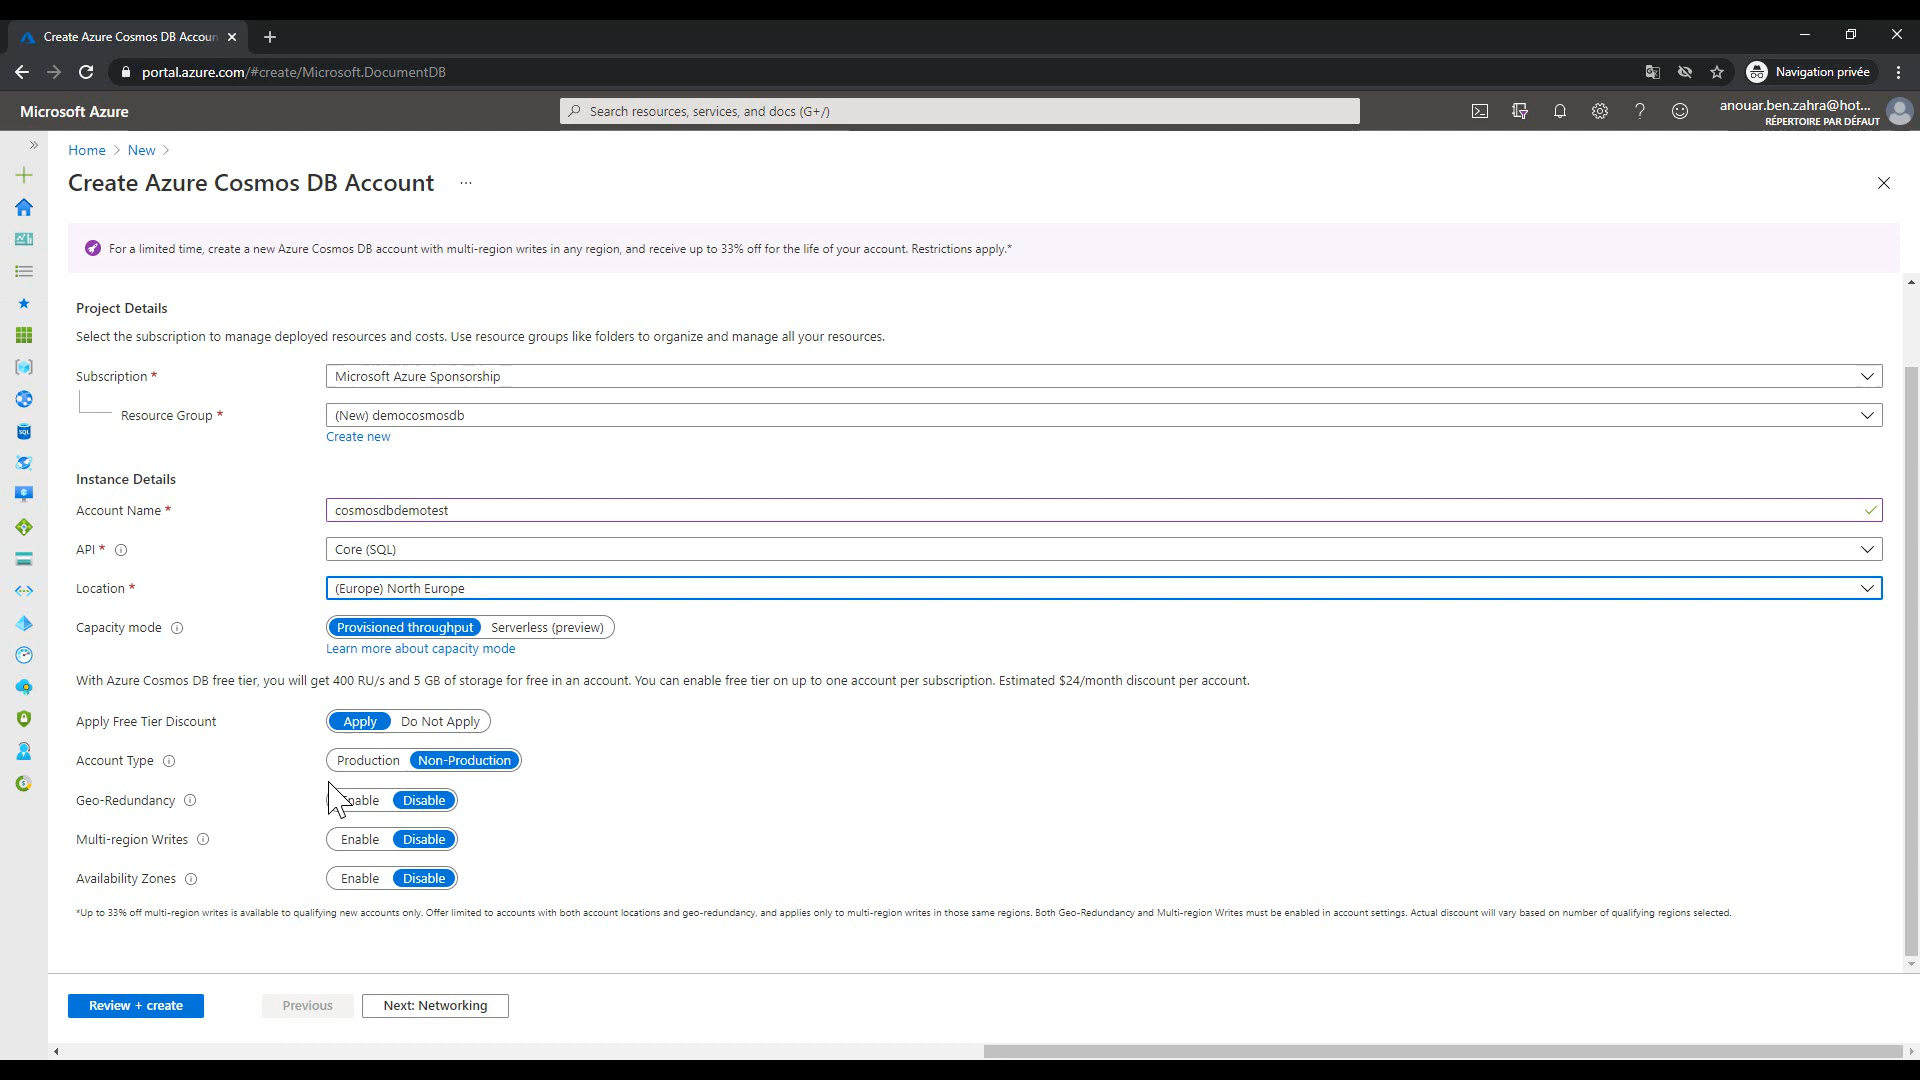 Create Azure Cosmos DB Accoun
portal.azure.com/#create/Microsoft.DocumentDB
Navigation privée
Microsoft Azure
Search resources, services, and docs (G+/)
anouar.ben.zahra@hot...
RÉPERTOIRE PAR DÉFAUT
Home > New >
Create Azure Cosmos DB Account ...
For a limited time, create a new Azure Cosmos DB account with multi-region writes in any region, and receive up to 33% off for the life of your account. Restrictions apply.*
Project Details
Select the subscription to manage deployed resources and costs. Use resource groups like folders to organize and manage all your resources.
Subscription * Microsoft Azure Sponsorship
Resource Group * (New) democosmosdb
Create new
Instance Details
Account Name * cosmosdbdemotest
API * Core (SQL)
Location * (Europe) North Europe
Capacity mode Provisioned throughput Serverless (preview)
Learn more about capacity mode
With Azure Cosmos DB free tier, you will get 400 RU/s and 5 GB of storage for free in an account. You can enable free tier on up to one account per subscription. Estimated $24/month discount per account.
Apply Free Tier Discount Apply Do Not Apply
Account Type Production Non-Production
Geo-Redundancy nable Disable
Multi-region Writes Enable Disable
Availability Zones Enable Disable
*Up to 33% off multi-region writes is available to qualifying new accounts only. Offer limited to accounts with both account locations and geo-redundancy, and applies only to multi-region writes in those same regions. Both Geo-Redundancy and Multi-region Writes must be enabled in account settings. Actual discount will vary based on number of qualifying regions selected.
Review + create Previous Next: Networking